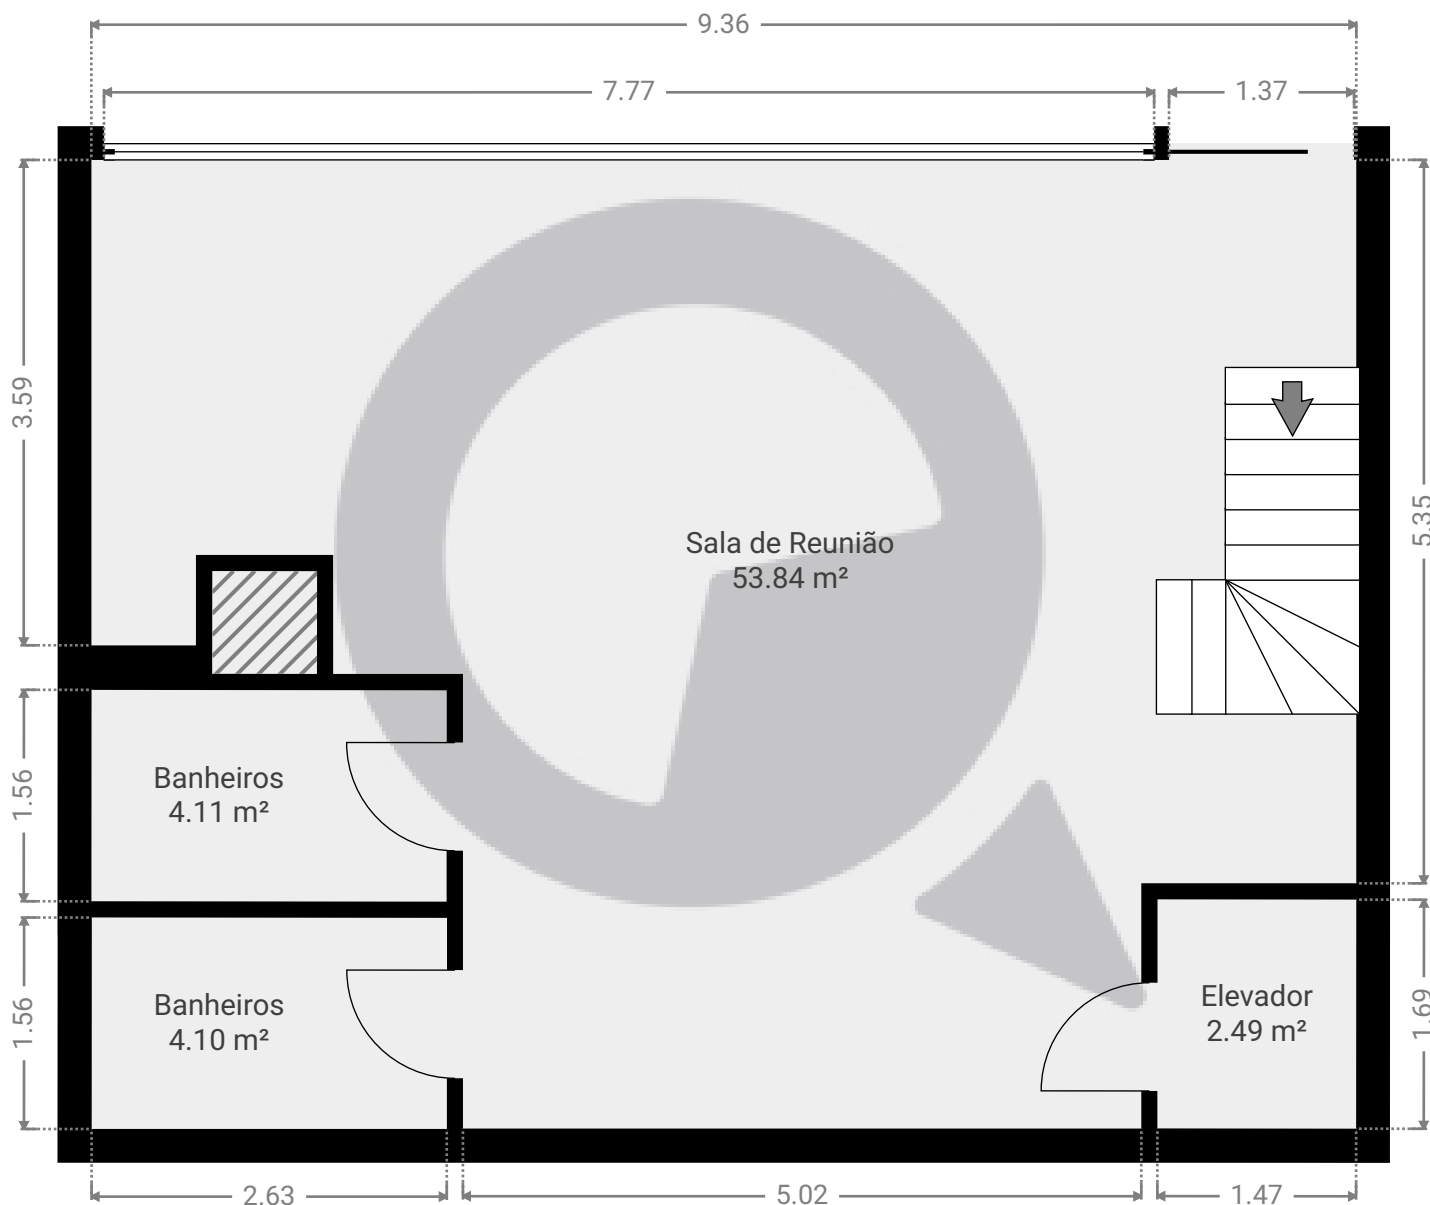 9.36
7.77
1.37
3.59
5.35
Sala de Reunião
53.84 m²
1.56
Banheiros
4.11 m²
1.56
Banheiros
4.10 m²
Elevador
2.49 m²
1.69
2.63
5.02
1.47